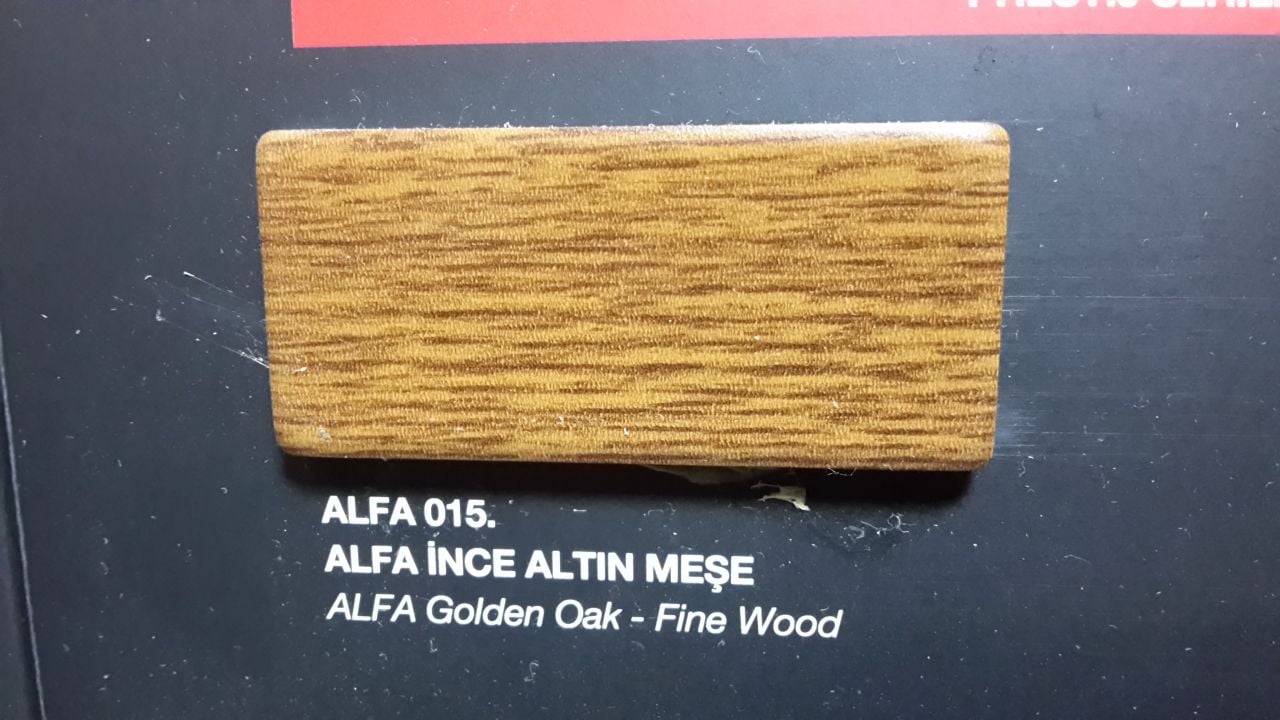 ALFA 015.
ALFA İNCE ALTIN MEŞE
ALFA Golden Oak - Fine Wood